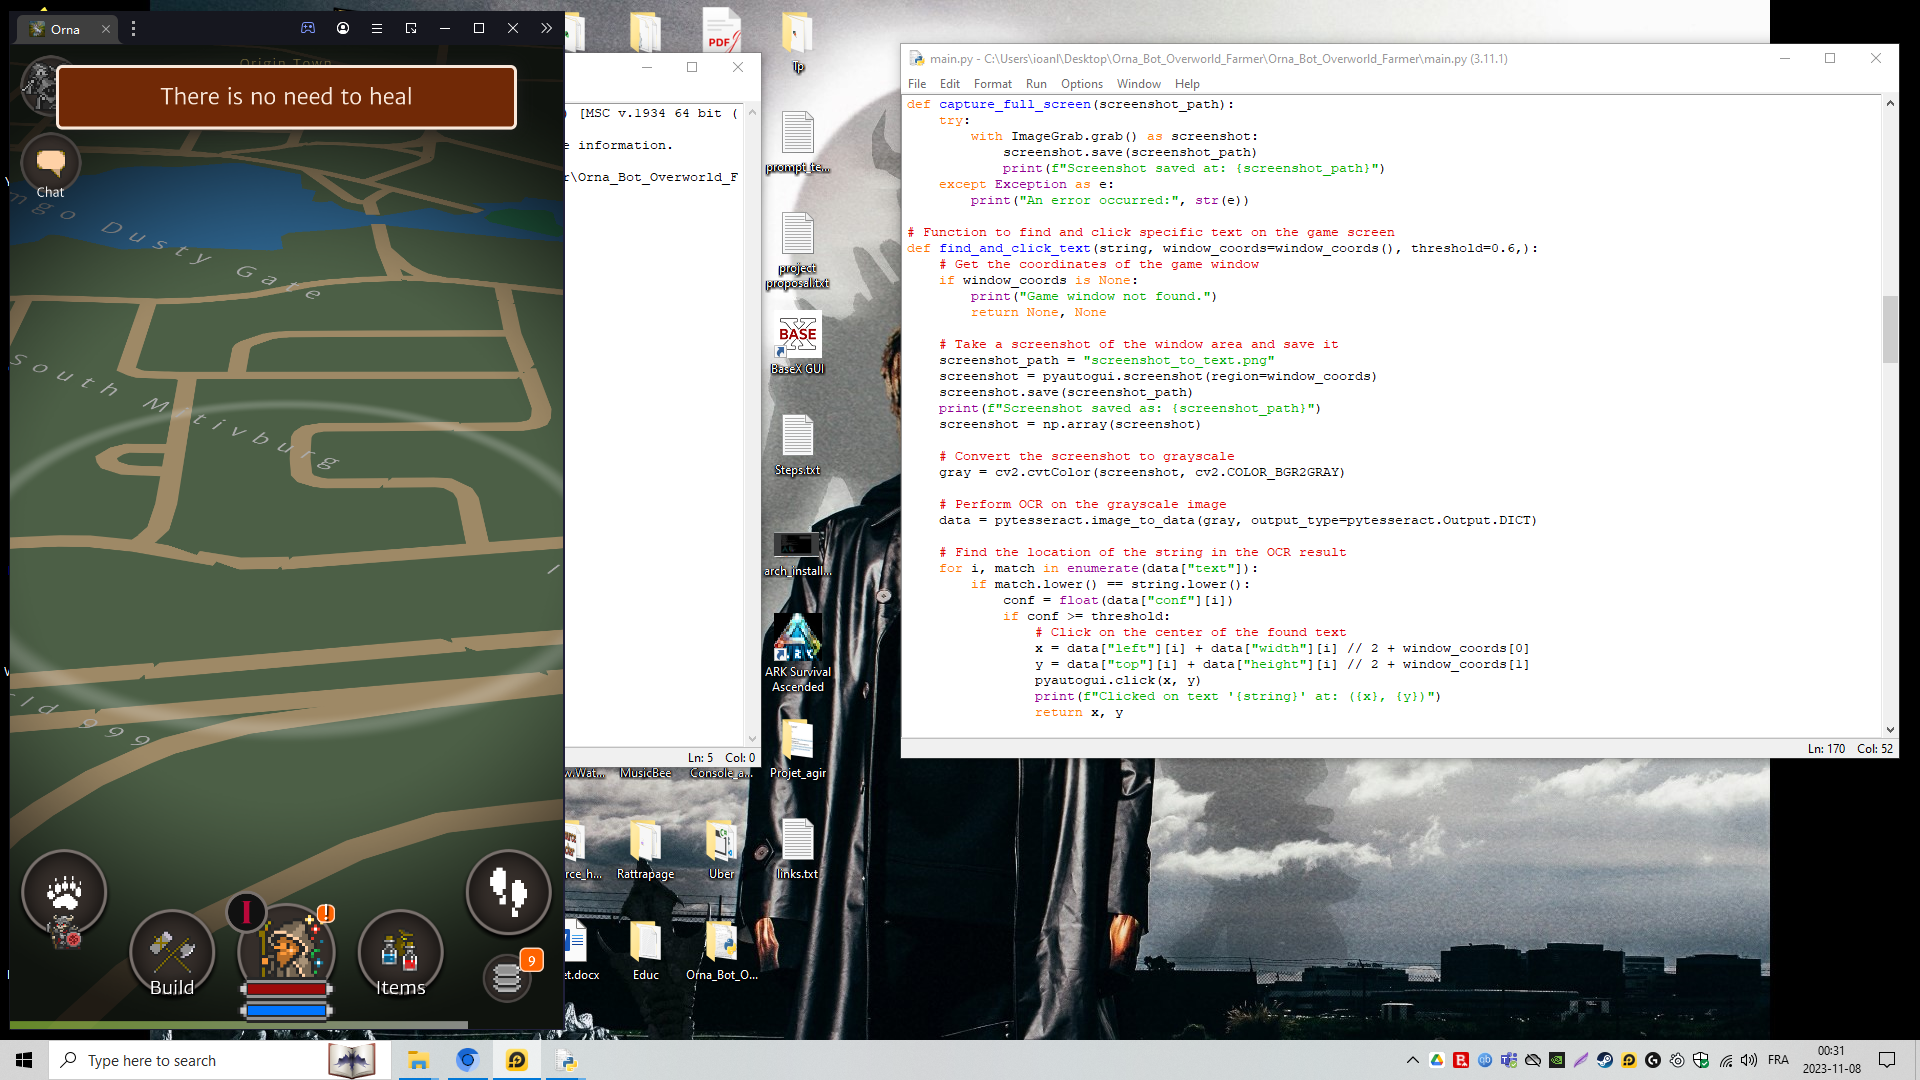 Orna
Origin Town
There is no need to heal
Chat
ngo Dusty Gate
South Mativburg
ld 999
Build
Items
9
) [MSC v.1934 64 bit (
e information.
r\Orna_Bot_Overworld_F
Ln: 5 Col: 0
PDF
Tp
prompt_te...
project
proposal.txt
BASE
BaseX GUI
Steps.txt
arch_install...
ARK Survival
Ascended
Projet_agir
w.Wat...
MusicBee
Console_a...
rce_h...
Rattrapage
Uber
links.txt
et.docx
Educ
Orna_Bot_O...
main.py - C:\Users\ioanl\Desktop\Orna_Bot_Overworld_Farmer\Orna_Bot_Overworld_Farmer\main.py (3.11.1)
File Edit Format Run Options Window Help
def capture_full_screen(screenshot_path):
    try:
        with ImageGrab.grab() as screenshot:
            screenshot.save(screenshot_path)
            print(f"Screenshot saved at: {screenshot_path}")
    except Exception as e:
        print("An error occurred:", str(e))
# Function to find and click specific text on the game screen
def find_and_click_text(string, window_coords=window_coords(), threshold=0.6,):
    # Get the coordinates of the game window
    if window_coords is None:
        print("Game window not found.")
        return None, None
    # Take a screenshot of the window area and save it
    screenshot_path = "screenshot_to_text.png"
    screenshot = pyautogui.screenshot(region=window_coords)
    screenshot.save(screenshot_path)
    print(f"Screenshot saved as: {screenshot_path}")
    screenshot = np.array(screenshot)
    # Convert the screenshot to grayscale
    gray = cv2.cvtColor(screenshot, cv2.COLOR_BGR2GRAY)
    # Perform OCR on the grayscale image
    data = pytesseract.image_to_data(gray, output_type=pytesseract.Output.DICT)
    # Find the location of the string in the OCR result
    for i, match in enumerate(data["text"]):
        if match.lower() == string.lower():
            conf = float(data["conf"][i])
            if conf >= threshold:
                # Click on the center of the found text
                x = data["left"][i] + data["width"][i] // 2 + window_coords[0]
                y = data["top"][i] + data["height"][i] // 2 + window_coords[1]
                pyautogui.click(x, y)
                print(f"Clicked on text '{string}' at: ({x}, {y})")
                return x, y
Ln: 170 Col: 52
Type here to search
FRA
00:31
2023-11-08